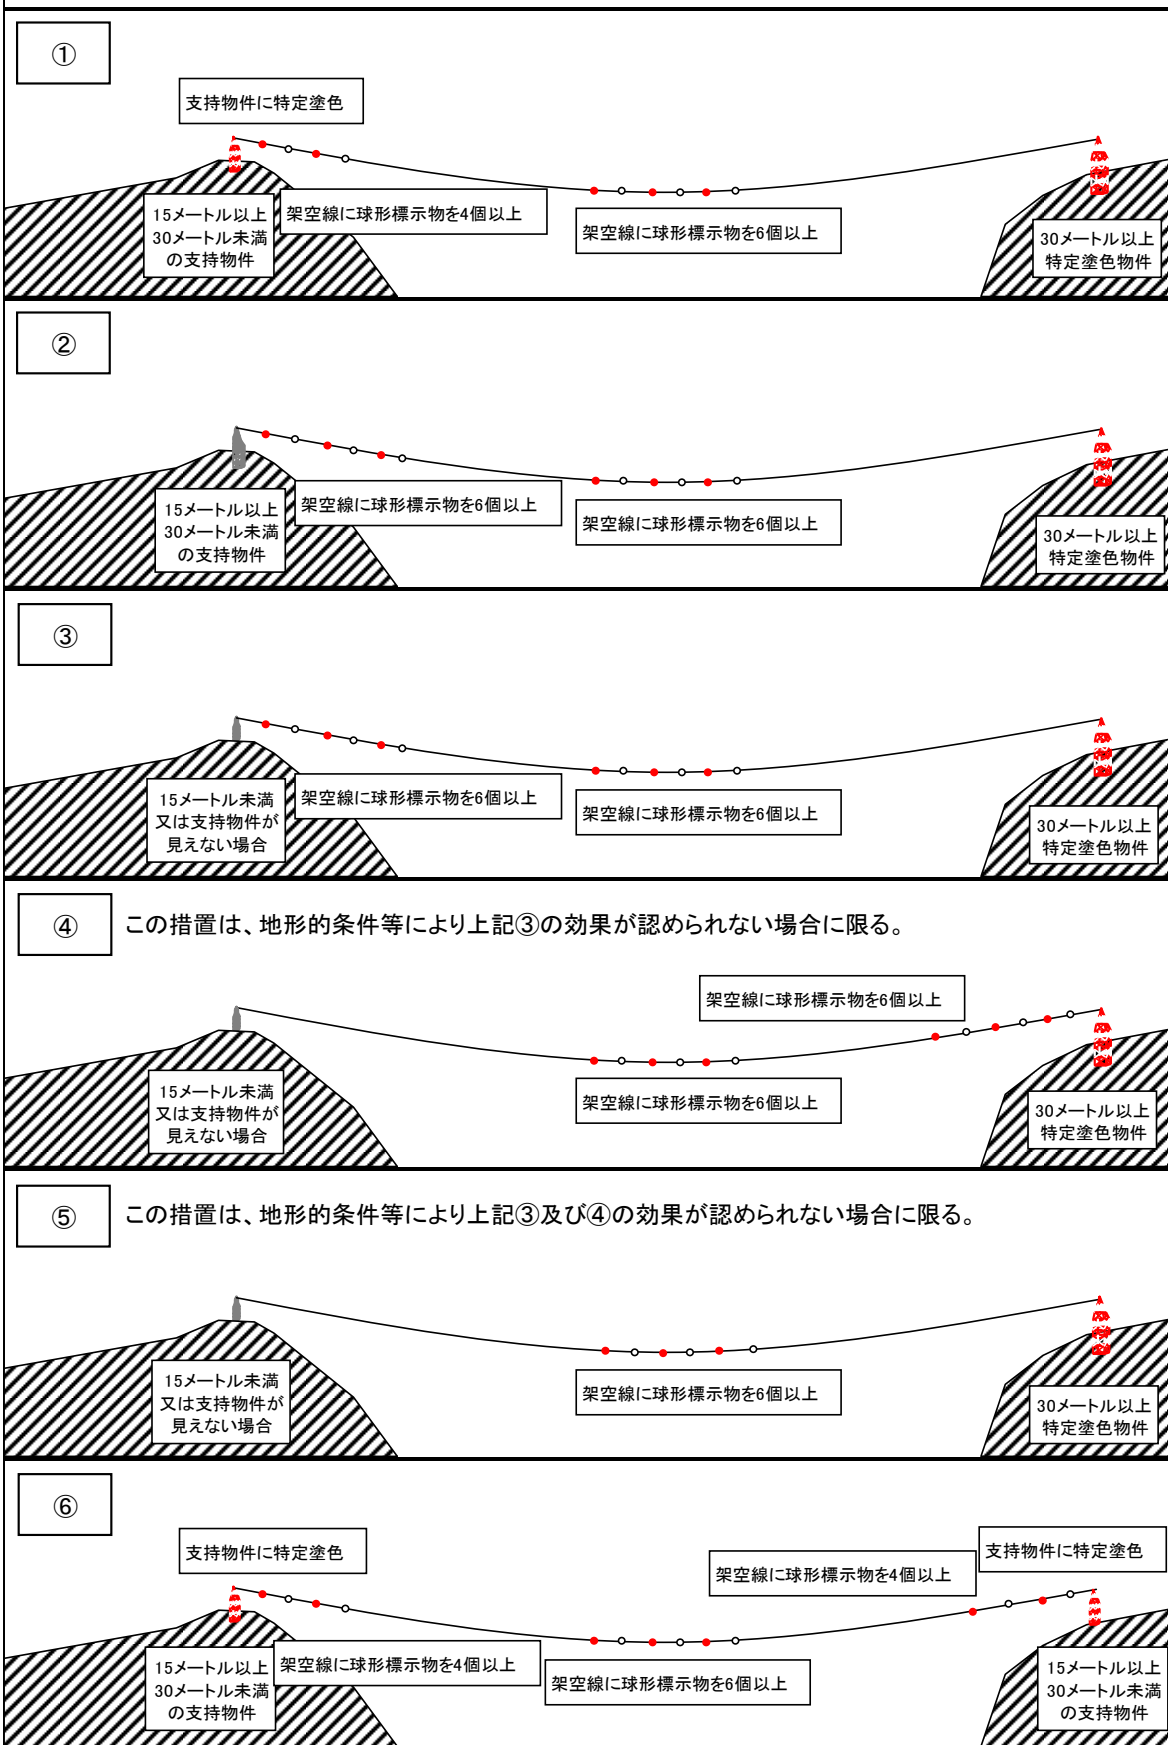 ①
支持物件に特定塗色
15メートル以上
30メートル未満
の支持物件
架空線に球形標示物を4個以上
架空線に球形標示物を6個以上
30メートル以上
特定塗色物件
②
15メートル以上
30メートル未満
の支持物件
架空線に球形標示物を6個以上
架空線に球形標示物を6個以上
30メートル以上
特定塗色物件
③
15メートル未満
又は支持物件が
見えない場合
架空線に球形標示物を6個以上
架空線に球形標示物を6個以上
30メートル以上
特定塗色物件
④
この措置は、地形的条件等により上記③の効果が認められない場合に限る。
架空線に球形標示物を6個以上
15メートル未満
又は支持物件が
見えない場合
架空線に球形標示物を6個以上
30メートル以上
特定塗色物件
⑤
この措置は、地形的条件等により上記③及び④の効果が認められない場合に限る。
15メートル未満
又は支持物件が
見えない場合
架空線に球形標示物を6個以上
30メートル以上
特定塗色物件
⑥
支持物件に特定塗色
架空線に球形標示物を4個以上
支持物件に特定塗色
15メートル以上
30メートル未満
の支持物件
架空線に球形標示物を4個以上
架空線に球形標示物を6個以上
15メートル以上
30メートル未満
の支持物件